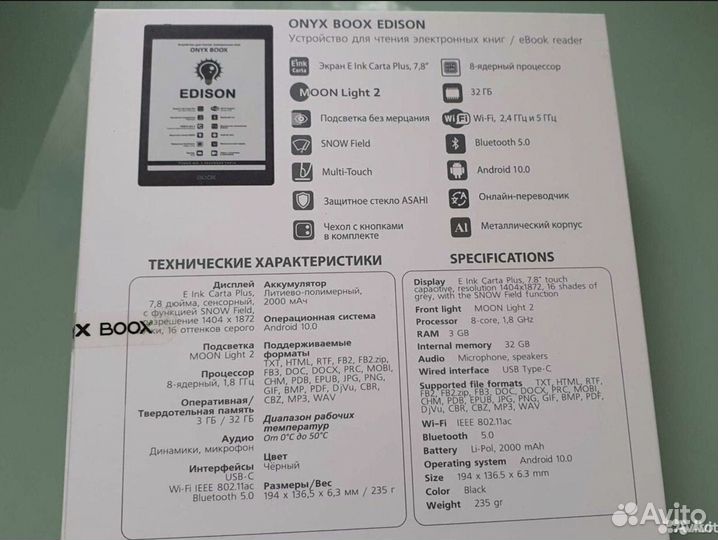 ONYX BOOX EDISON
Устройство для чтения электронных книг / eBook reader
ONYX BOOX
EDISON
BOOX
E Ink Carta
Экран E Ink Carta Plus, 7,8"
8-ядерный процессор
MOON Light 2
32 ГБ
Подсветка без мерцания
WiFi
Wi-Fi, 2,4 ГГц и 5 ГГц
SNOW Field
Bluetooth 5.0
Multi-Touch
Android 10.0
Защитное стекло ASAHI
Онлайн-переводчик
Чехол с кнопками
в комплекте
Al
Металлический корпус
ТЕХНИЧЕСКИЕ ХАРАКТЕРИСТИКИ
Дисплей
E Ink Carta Plus,
7,8 дюйма, сенсорный,
с функцией SNOW Field,
разрешение 1404 x 1872
16 оттенков серого
X BOOX
Подсветка
MOON Light 2
Процессор
8-ядерный, 1,8 ГГц
Оперативная/
Твердотельная память
3 ГБ / 32 ГБ
Аудио
Динамики, микрофон
Интерфейсы
USB-C
Wi-Fi IEEE 802.11ac
Bluetooth 5.0
Аккумулятор
Литиево-полимерный,
2000 мАч
Операционная система
Android 10.0
Поддерживаемые
форматы
TXT, HTML, RTF, FB2, FB2.zip,
FB3, DOC, DOCX, PRC, MOBI,
CHM, PDB, EPUB, JPG, PNG,
GIF, BMP, PDF, DjVu, CBR,
CBZ, MP3, WAV
Диапазон рабочих
температур
От 0°C до 50°C
Цвет
Чёрный
Размеры/Вес
194 x 136,5 x 6,3 мм / 235 г
SPECIFICATIONS
Display E Ink Carta Plus, 7.8" touch
capacitive, resolution 1404x1872, 16 shades of
grey, with the SNOW Field function
Front light MOON Light 2
Processor 8-core, 1,8 GHz
RAM 3 GB
Internal memory 32 GB
Audio Microphone, speakers
Wired interface USB Type-C
Supported file formats TXT, HTML, RTF,
FB2, FB2.zip, FB3, DOC, DOCX, PRC, MOBI,
CHM, PDB, EPUB, JPG, PNG, GIF, BMP, PDF,
DjVu, CBR, CBZ, MP3, WAV
Wi-Fi IEEE 802.11ac
Bluetooth 5.0
Battery Li-Pol, 2000 mAh
Operating system Android 10.0
Size 194 x 136.5 x 6.3 mm
Color Black
Weight 235 gr
Avito